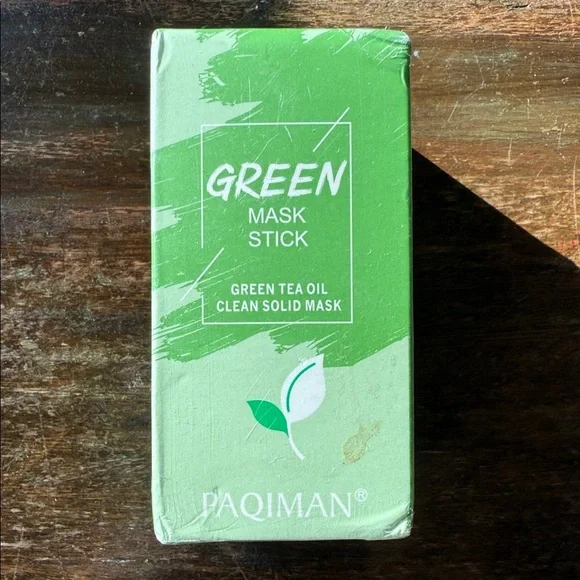 GREEN
MASK
STICK
GREEN TEA OIL
CLEAN SOLID MASK
PAQIMAN®